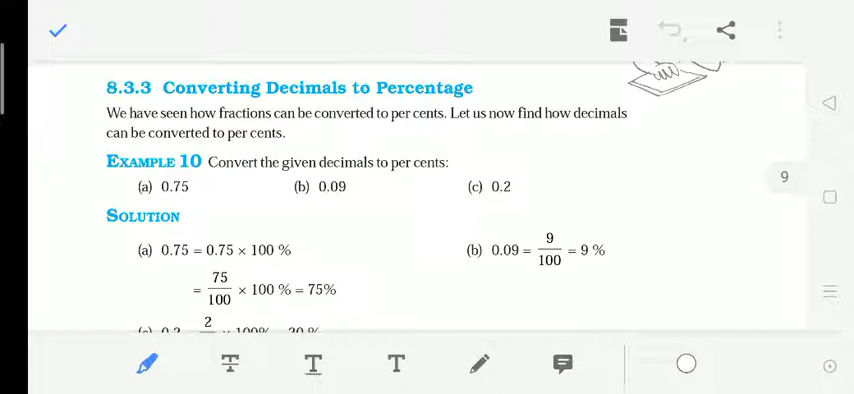 8.3.3 Converting Decimals to Percentage
We have seen how fractions can be converted to per cents. Let us now find how decimals
can be converted to per cents.
EXAMPLE 10 Convert the given decimals to per cents:
(a) 0.75 (b) 0.09 (c) 0.2
SOLUTION
(a) 0.75 = 0.75 × 100 % (b) 0.09 = 9/100 = 9 %
= 75/100 × 100 % = 75%
9
T T T